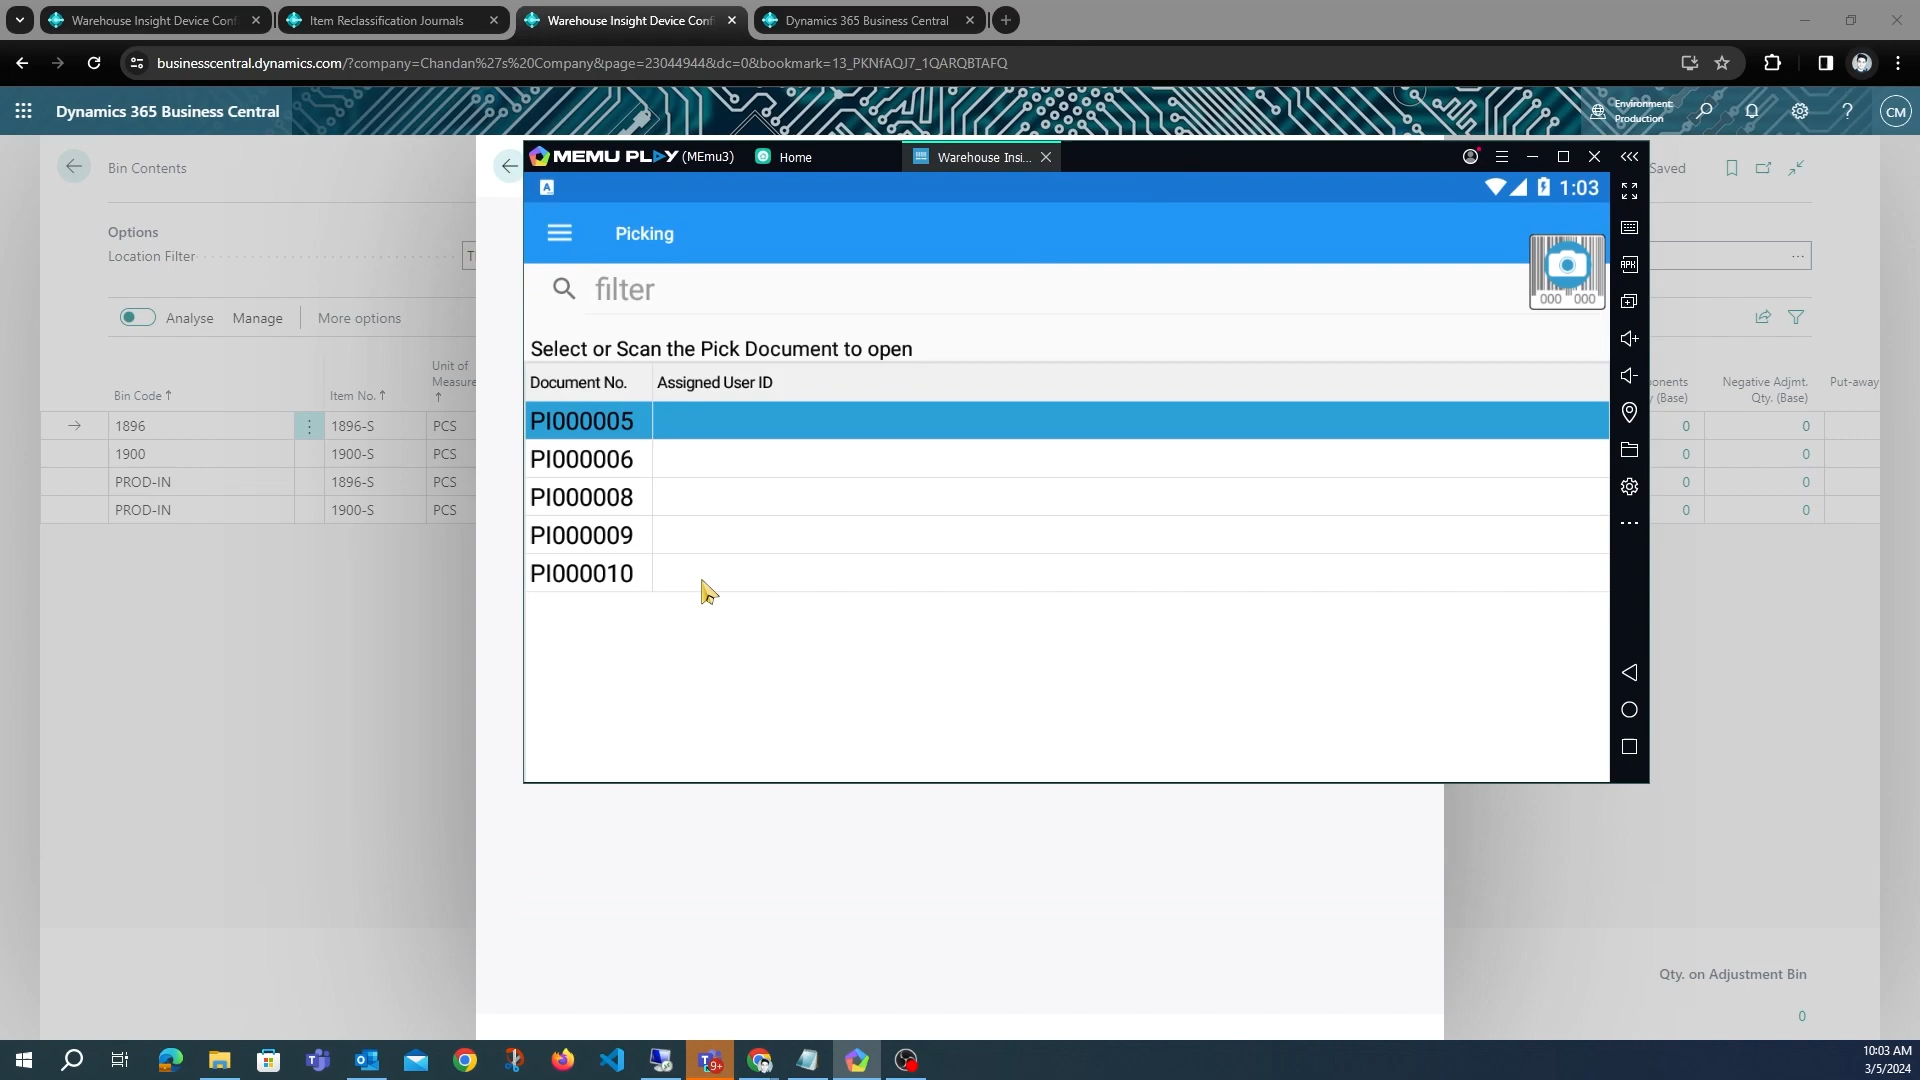 Warehouse Insight Device Conf
Item Reclassification Journals
Warehouse Insight Device Conf
Dynamics 365 Business Central
businesscentral.dynamics.com/?company=Chandan%27s%20Company&page=23044944&dc=0&bookmark=13_PKNfAQJ7_1QARQBTAFQ
Dynamics 365 Business Central
Environment:
Production
CM
Bin Contents
Saved
MEMU PLAY (MEmu3)
Home
Warehouse Insi...
1:03
Picking
000 000
filter
Select or Scan the Pick Document to open
Document No.
Assigned User ID
PI000005
PI000006
PI000008
PI000009
PI000010
APK
Options
Location Filter
T
Analyse
Manage
More options
Bin Code ↑
Item No. ↑
Unit of
Measure
↑
onents
y (Base)
Negative Adjmt.
Qty. (Base)
Put-away
1896
1896-S
PCS
0
0
1900
1900-S
PCS
0
0
PROD-IN
1896-S
PCS
0
0
PROD-IN
1900-S
PCS
0
0
Qty. on Adjustment Bin
0
9+
10:03 AM
3/5/2024